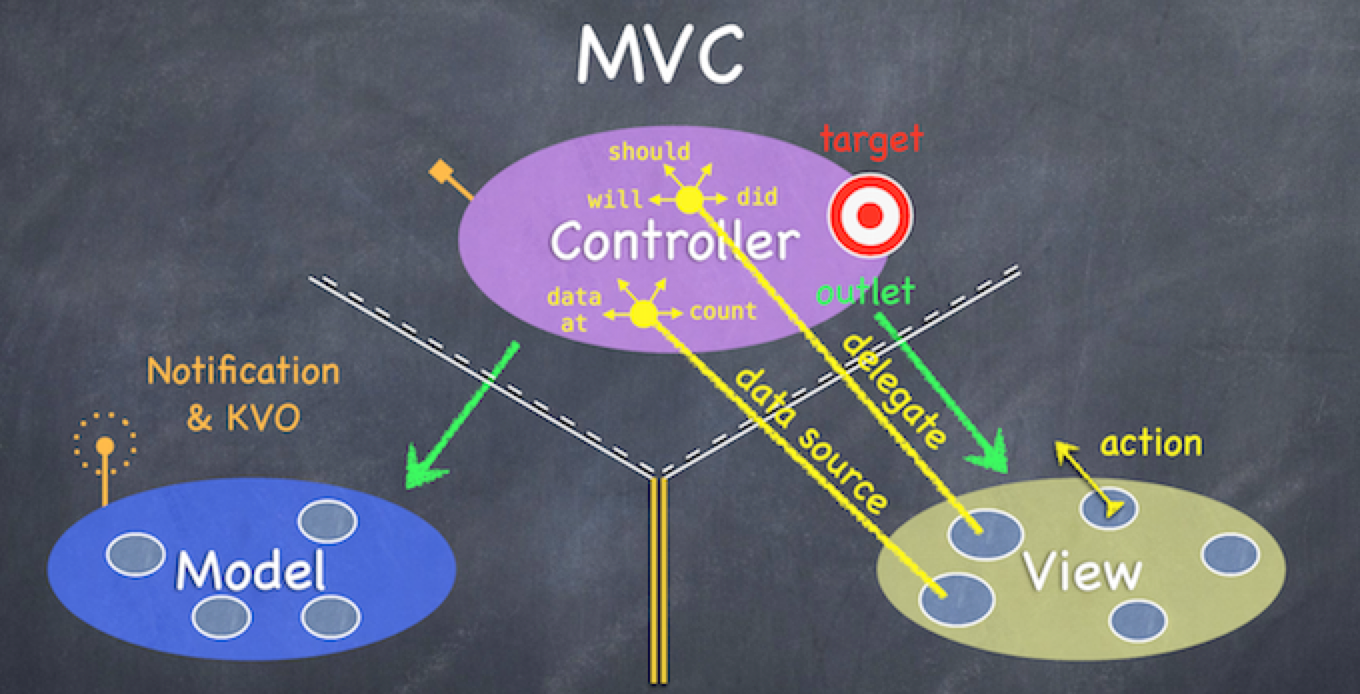 MVC
target
should
will
did
Controller
data
at
count
outlet
delegate
data source
Notification
& KVO
action
Model
View